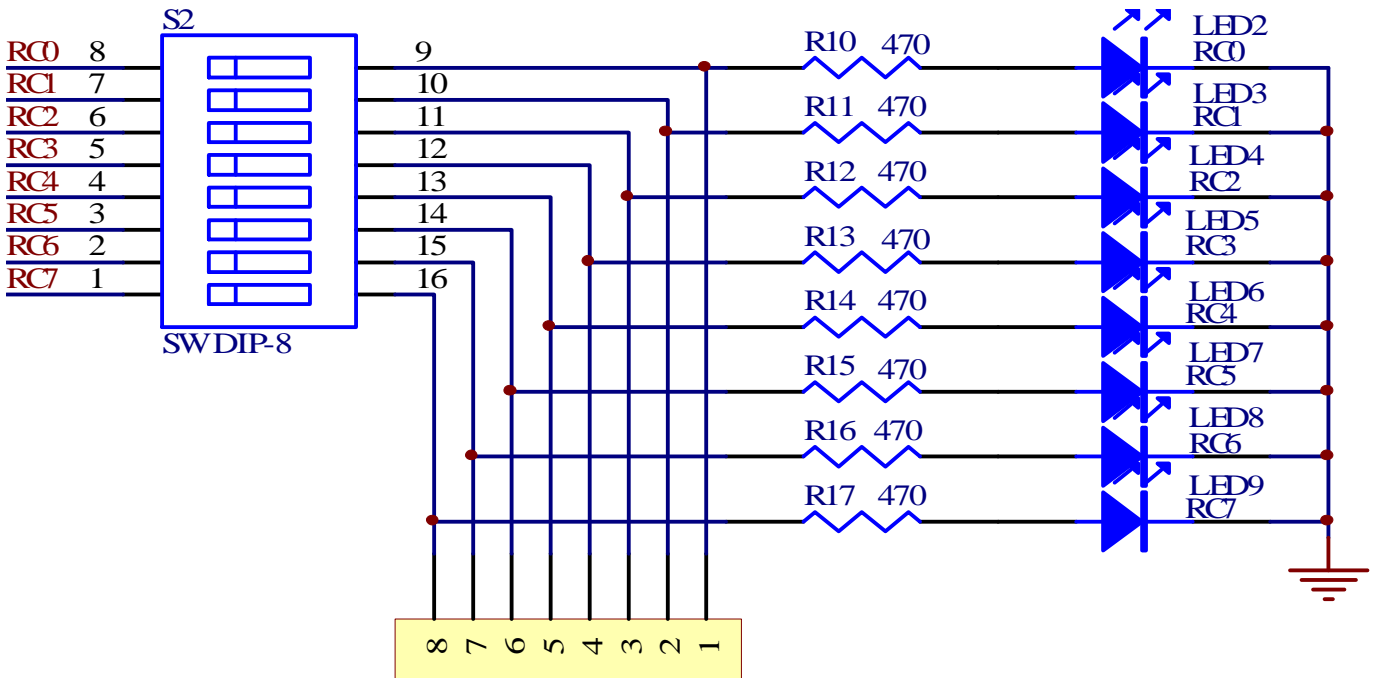 S2
RC0 8
RC1 7
RC2 6
RC3 5
RC4 4
RC5 3
RC6 2
RC7 1
9
10
11
12
13
14
15
16
SW DIP-8
R10 470
R11 470
R12 470
R13 470
R14 470
R15 470
R16 470
R17 470
LED2
RC0
LED3
RC1
LED4
RC2
LED5
RC3
LED6
RC4
LED7
RC5
LED8
RC6
LED9
RC7
8 7 6 5 4 3 2 1